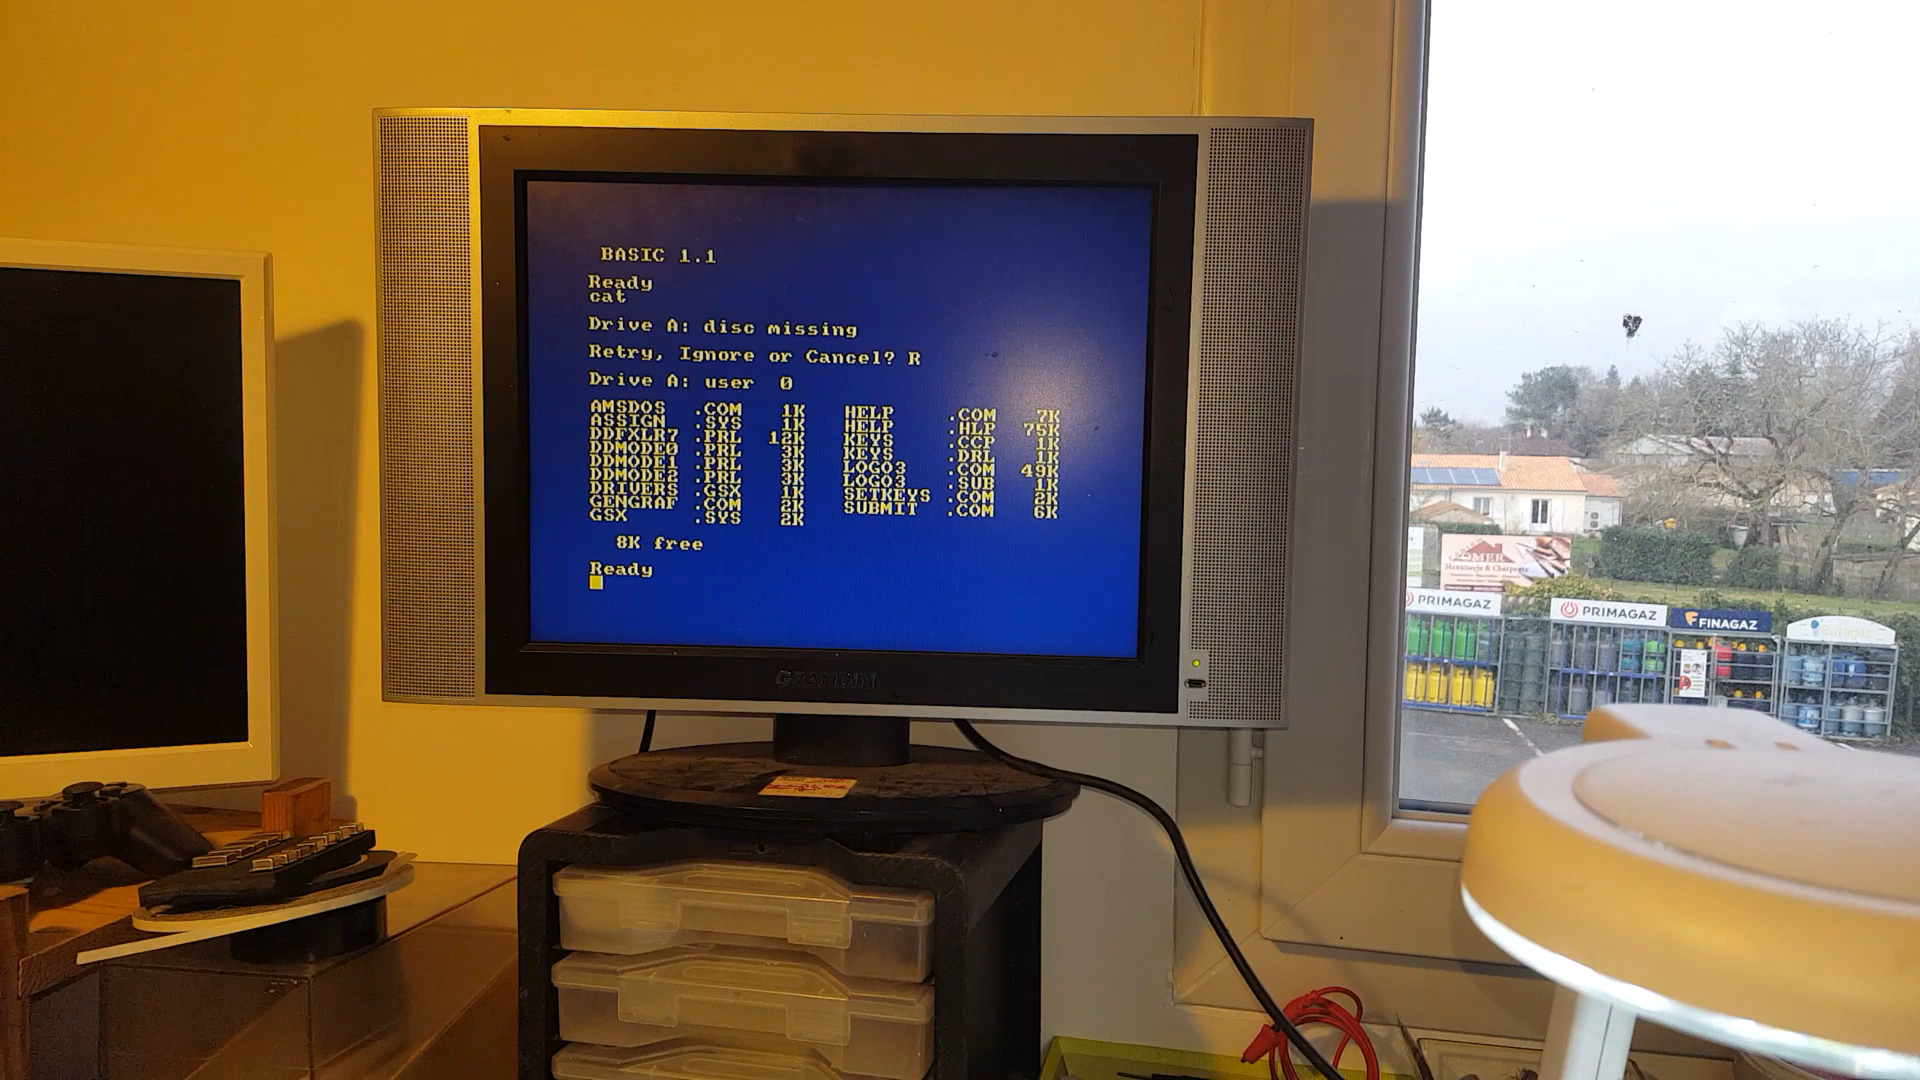 BASIC 1.1
Ready
cat
Drive A: disc missing
Retry, Ignore or Cancel? R
Drive A: user 0
AMSDOS .COM 1K HELP .COM 7K
ASSIGN .SYS 1K HELP .HLP 75K
DDFXLR7 .PRL 12K KEYS .CCP 1K
DDMODE0 .PRL 3K KEYS .DRL 1K
DDMODE1 .PRL 3K LOGO3 .COM 49K
DDMODE2 .PRL 3K LOGO3 .SUB 1K
DRIVERS .GSX 1K SETKEYS .COM 2K
GENGRAF .COM 2K SUBMIT .COM 6K
GSX .SYS 2K
8K free
Ready
GRANDIN
Menuiserie & Charpente
PRIMAGAZ
PRIMAGAZ
FINAGAZ